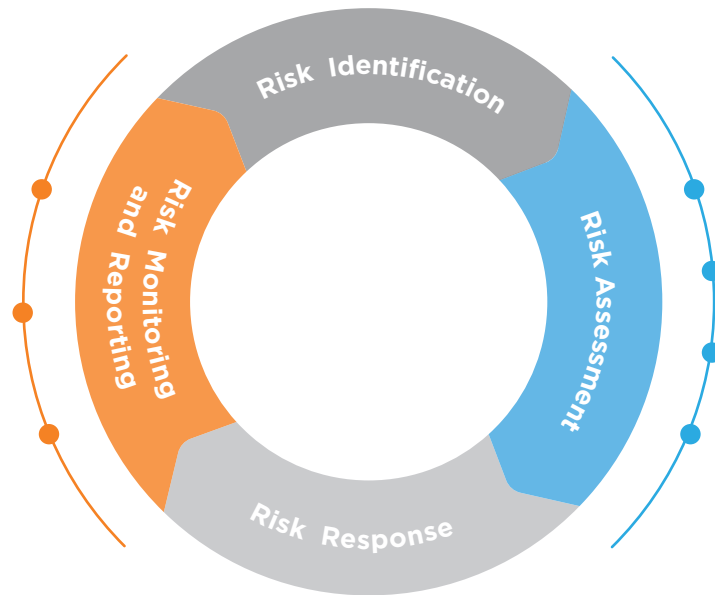 Risk Identification
Risk Assessment
Risk Response
Risk Monitoring
and Reporting